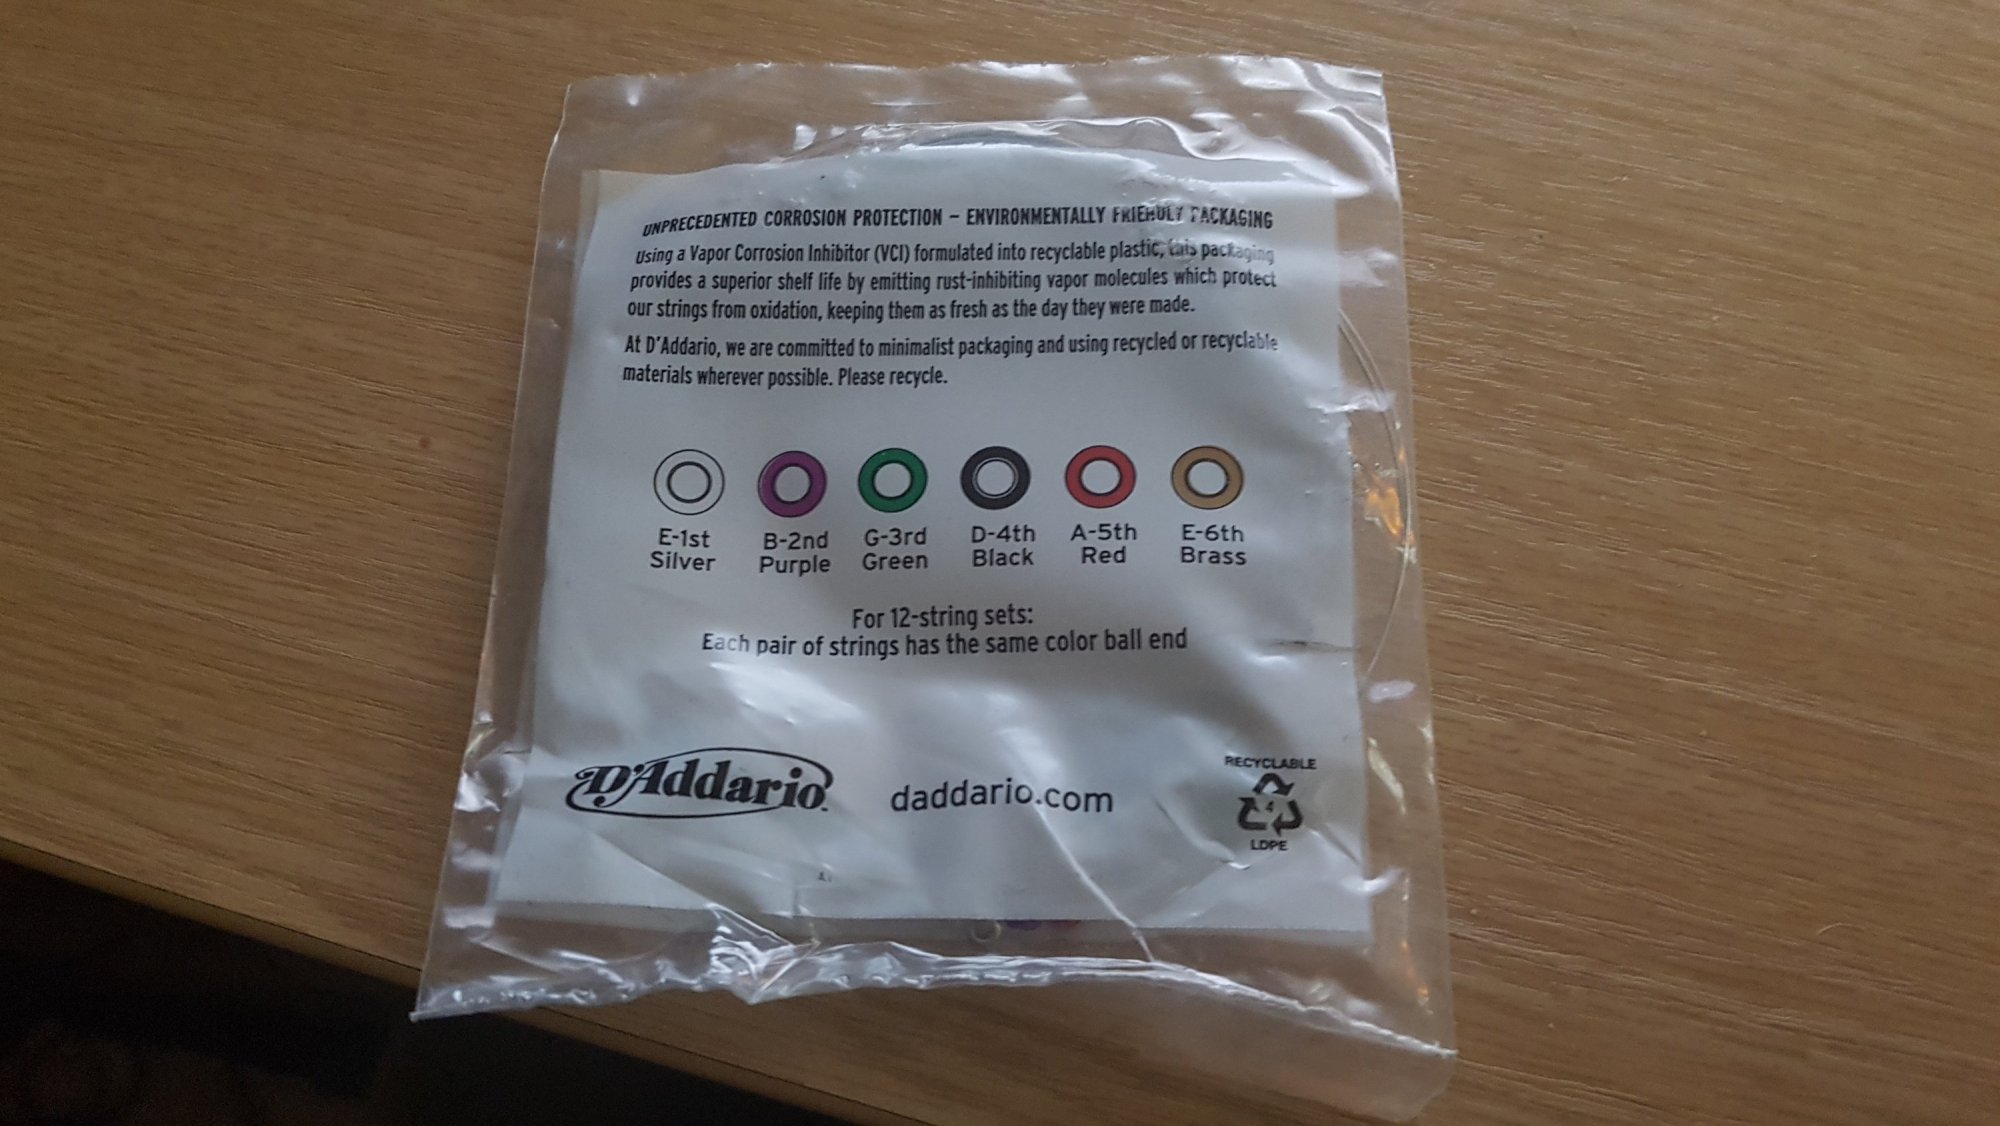 UNPRECEDENTED CORROSION PROTECTION – ENVIRONMENTALLY FRIENDLY PACKAGING
Using a Vapor Corrosion Inhibitor (VCI) formulated into recyclable plastic, this packaging
provides a superior shelf life by emitting rust-inhibiting vapor molecules which protect
our strings from oxidation, keeping them as fresh as the day they were made.
At D'Addario, we are committed to minimalist packaging and using recycled or recyclable
materials wherever possible. Please recycle.
E-1st
Silver
B-2nd
Purple
G-3rd
Green
D-4th
Black
A-5th
Red
E-6th
Brass
For 12-string sets:
Each pair of strings has the same color ball end
D'Addario
daddario.com
RECYCLABLE
4
LDPE